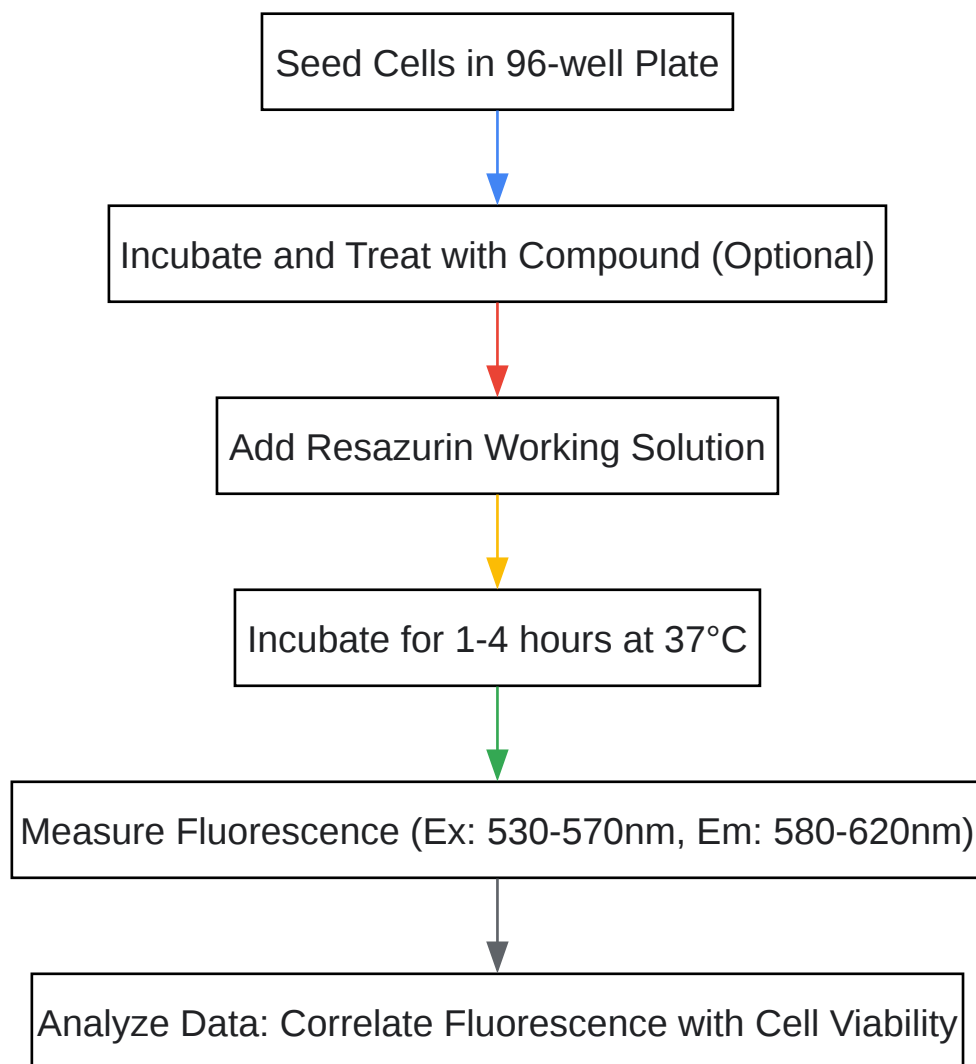 Seed Cells in 96-well Plate
Incubate and Treat with Compound (Optional)
Add Resazurin Working Solution
Incubate for 1-4 hours at 37°C
Measure Fluorescence (Ex: 530-570nm, Em: 580-620nm)
Analyze Data: Correlate Fluorescence with Cell Viability